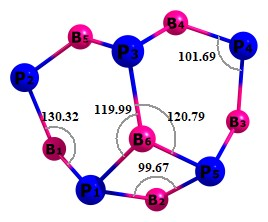 B₅ P₃ B₄ P₄
P₂ 101.69
130.32 119.99 120.79 B₃
B₁ B₆
P₁ 99.67 P₅
B₂